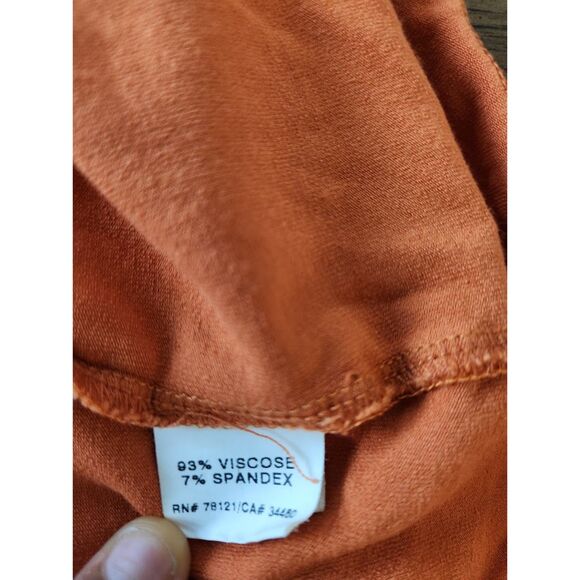 93% VISCOSE
7% SPANDEX
RN# 78121/CA# 34480